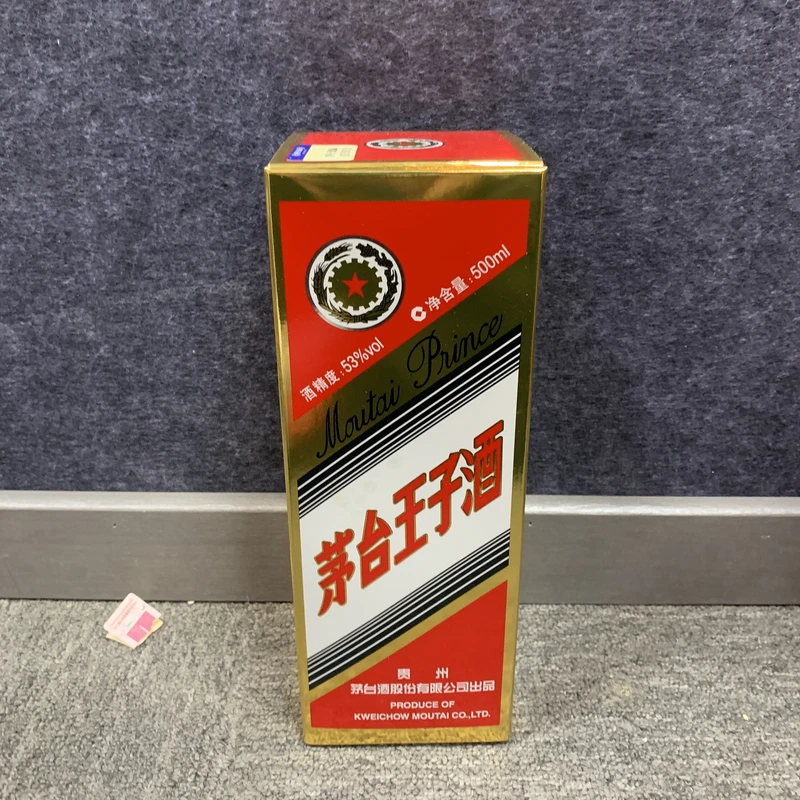 净含量：500ml
酒精度：53%vol
Moutai Prince
茅台王子酒
贵 州
茅台酒股份有限公司出品
PRODUCE OF
KWEICHOW MOUTAI CO.,LTD.